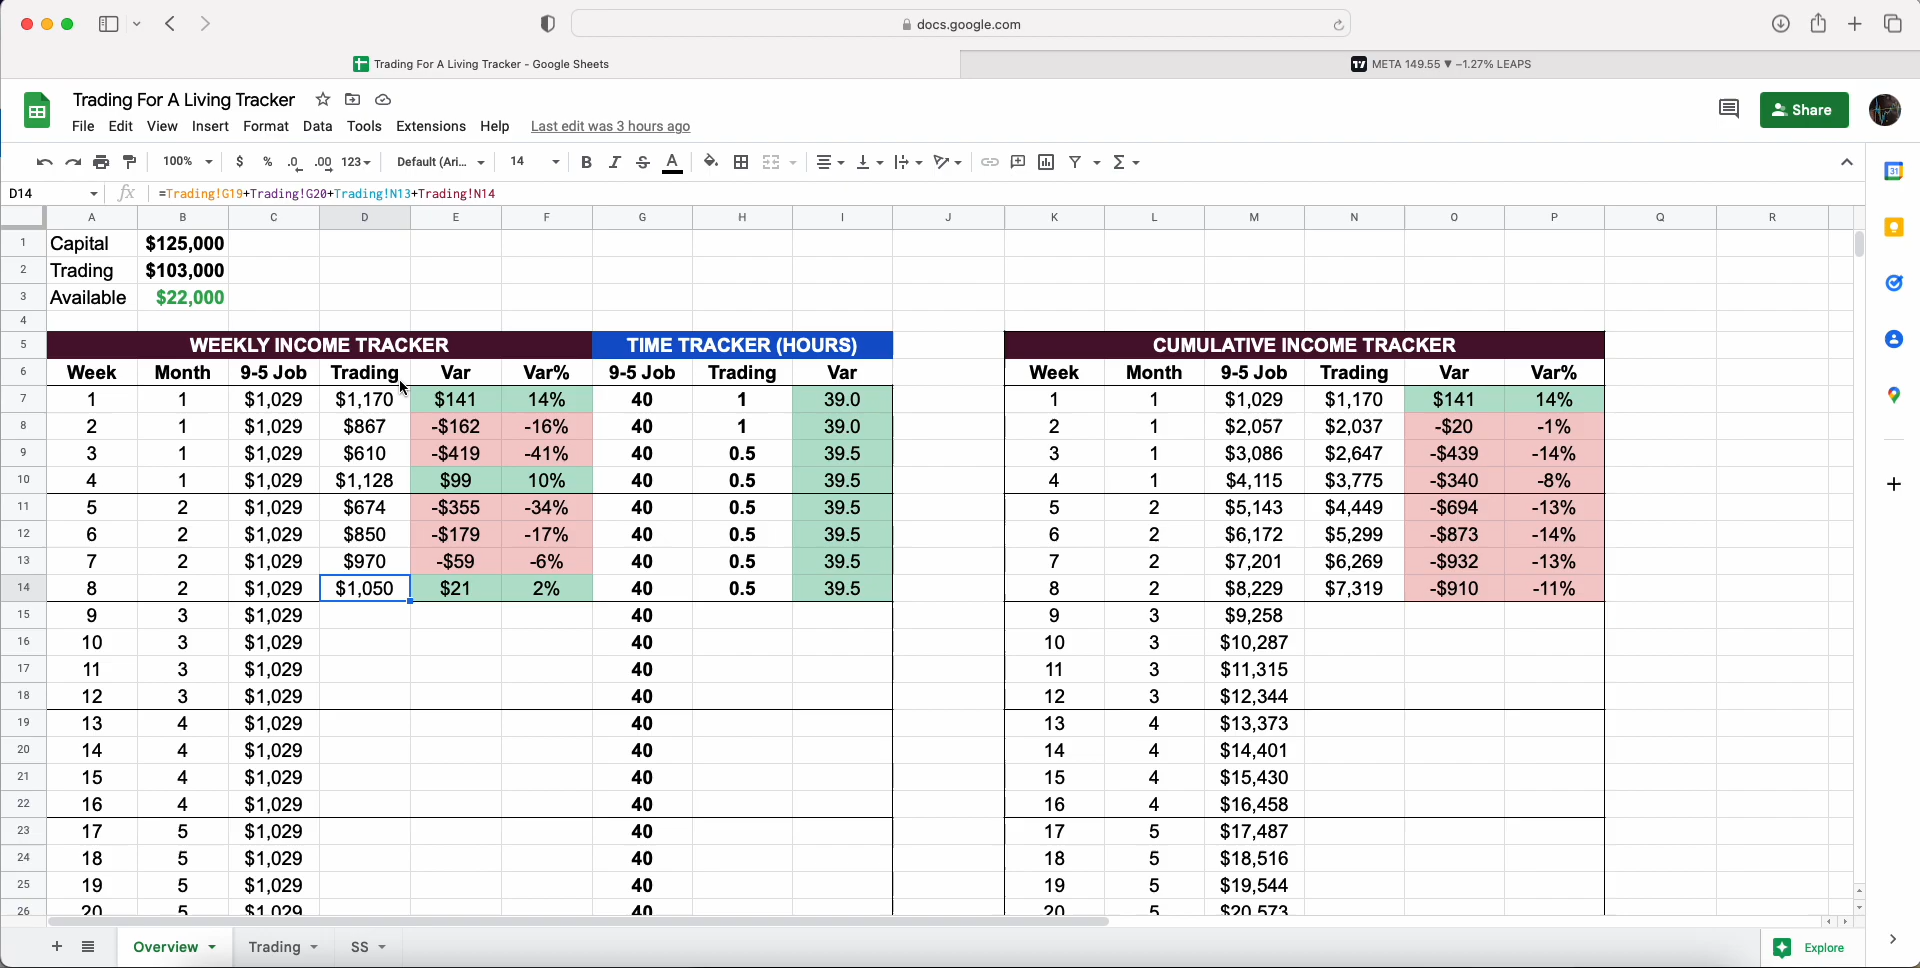 docs.google.com
Trading For A Living Tracker - Google Sheets
META 149.55 ▼ −1.27% LEAPS
Trading For A Living Tracker
Share
File Edit View Insert Format Data Tools Extensions Help Last edit was 3 hours ago
100% $ % .0 .00 123 Default (Ari... 14 B I S A
D14 fx =Trading!G19+Trading!G20+Trading!N13+Trading!N14
A B C D E F G H I J K L M N O P Q R
1 Capital $125,000
2 Trading $103,000
3 Available $22,000
4
5 WEEKLY INCOME TRACKER TIME TRACKER (HOURS) CUMULATIVE INCOME TRACKER
6 Week Month 9-5 Job Trading Var Var% 9-5 Job Trading Var Week Month 9-5 Job Trading Var Var%
7 1 1 $1,029 $1,170 $141 14% 40 1 39.0 1 1 $1,029 $1,170 $141 14%
8 2 1 $1,029 $867 -$162 -16% 40 1 39.0 2 1 $2,057 $2,037 -$20 -1%
9 3 1 $1,029 $610 -$419 -41% 40 0.5 39.5 3 1 $3,086 $2,647 -$439 -14%
10 4 1 $1,029 $1,128 $99 10% 40 0.5 39.5 4 1 $4,115 $3,775 -$340 -8%
11 5 2 $1,029 $674 -$355 -34% 40 0.5 39.5 5 2 $5,143 $4,449 -$694 -13%
12 6 2 $1,029 $850 -$179 -17% 40 0.5 39.5 6 2 $6,172 $5,299 -$873 -14%
13 7 2 $1,029 $970 -$59 -6% 40 0.5 39.5 7 2 $7,201 $6,269 -$932 -13%
14 8 2 $1,029 $1,050 $21 2% 40 0.5 39.5 8 2 $8,229 $7,319 -$910 -11%
15 9 3 $1,029 40 9 3 $9,258
16 10 3 $1,029 40 10 3 $10,287
17 11 3 $1,029 40 11 3 $11,315
18 12 3 $1,029 40 12 3 $12,344
19 13 4 $1,029 40 13 4 $13,373
20 14 4 $1,029 40 14 4 $14,401
21 15 4 $1,029 40 15 4 $15,430
22 16 4 $1,029 40 16 4 $16,458
23 17 5 $1,029 40 17 5 $17,487
24 18 5 $1,029 40 18 5 $18,516
25 19 5 $1,029 40 19 5 $19,544
26 20 5 $1,029 40 20 5 $20,573
Overview Trading SS Explore
31